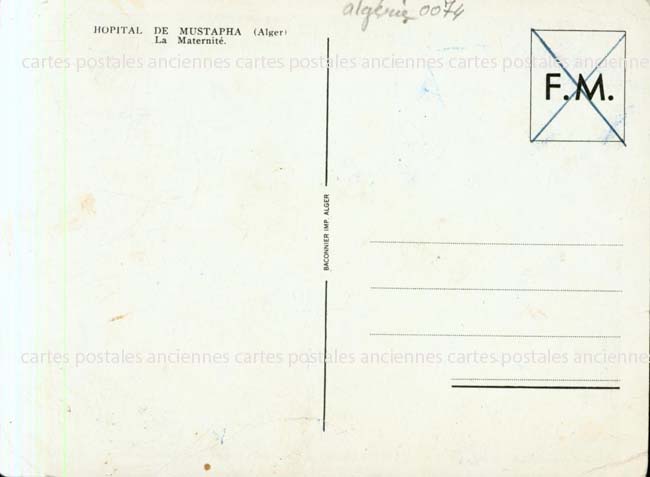 algérie 0074
HOPITAL DE MUSTAPHA (Alger)
La Maternité.
cartes postales anciennes cartes postales anciennes cartes postales anciennes
F.M.
BACONNIER IMP. ALGER
cartes postales anciennes cartes postales anciennes cartes postales anciennes